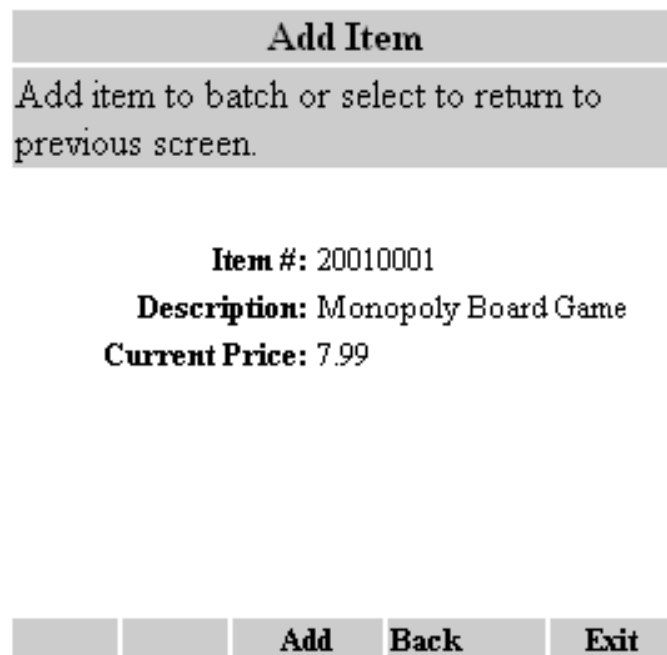 Add Item
Add item to batch or select to return to
previous screen.
Item #: 20010001
Description: Monopoly Board Game
Current Price: 7.99
Add Back Exit